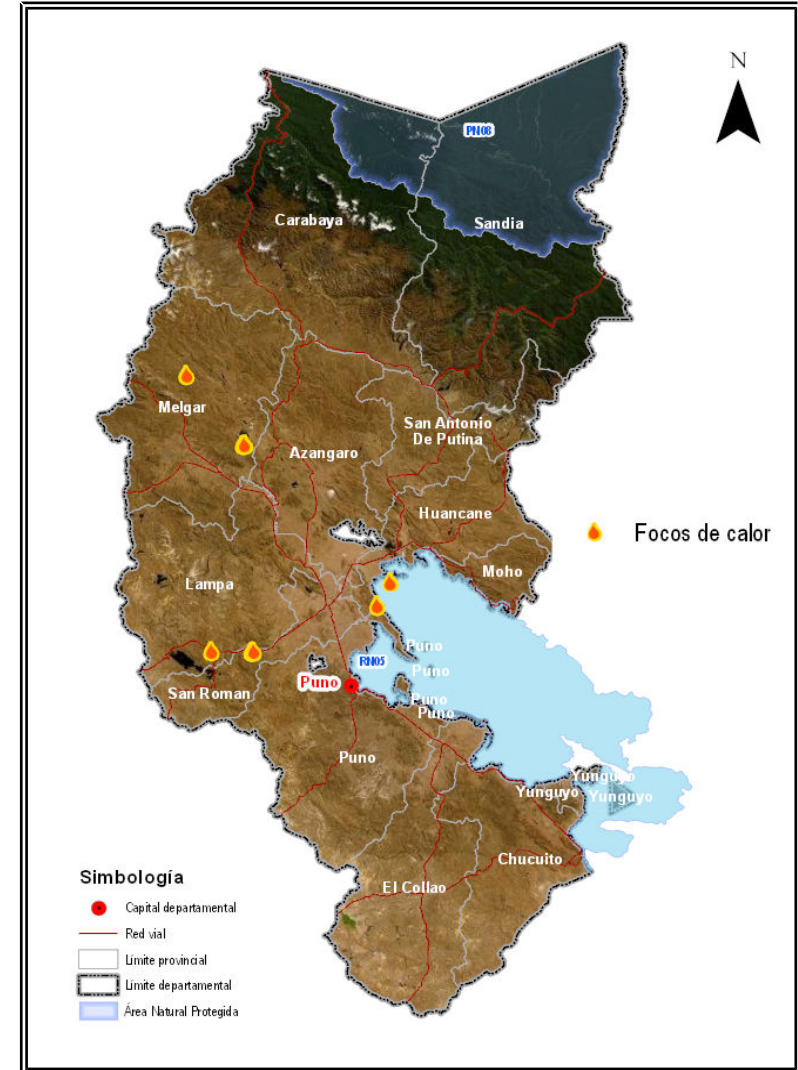 N
PN08
Carabaya
Sandia
Melgar
San Antonio
De Putina
Azangaro
Huancane
Focos de calor
Moho
Lampa
Puno
RN05
Puno
Puno
San Roman
Puno
Puno
Puno
Yunguyo
Yunguyo
Yunguyo
Chucuito
El Collao
Simbología
Capital departamental
Red vial
Límite provincial
Límite departamental
Área Natural Protegida